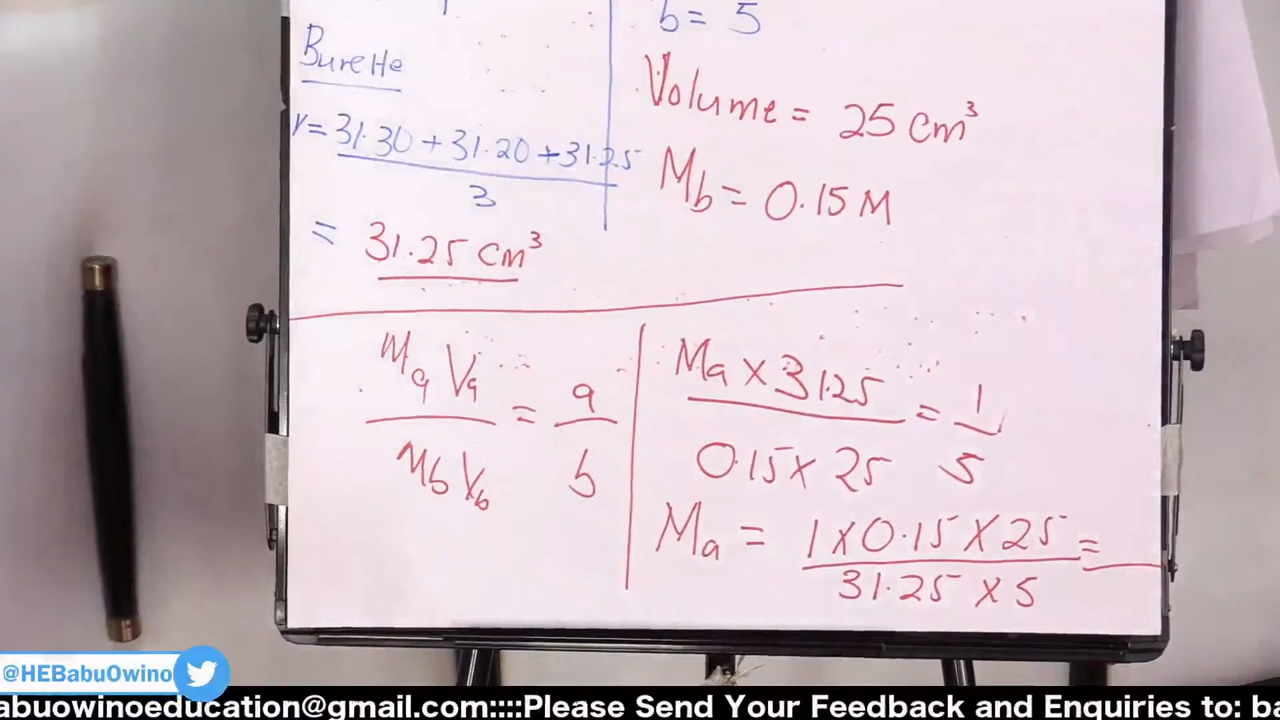 b = 5
Burette
Volume = 25 cm³
V = 31.30 + 31.20 + 31.25
3
Mb = 0.15 M
= 31.25 cm³
Ma Va
= a
Mb Vb
b
Ma x 31.25
= 1
0.15 x 25
5
Ma = 1 x 0.15 x 25 =
31.25 x 5
@HEBabuOwino
abuowinoeducation@gmail.com::::Please Send Your Feedback and Enquiries to: ba